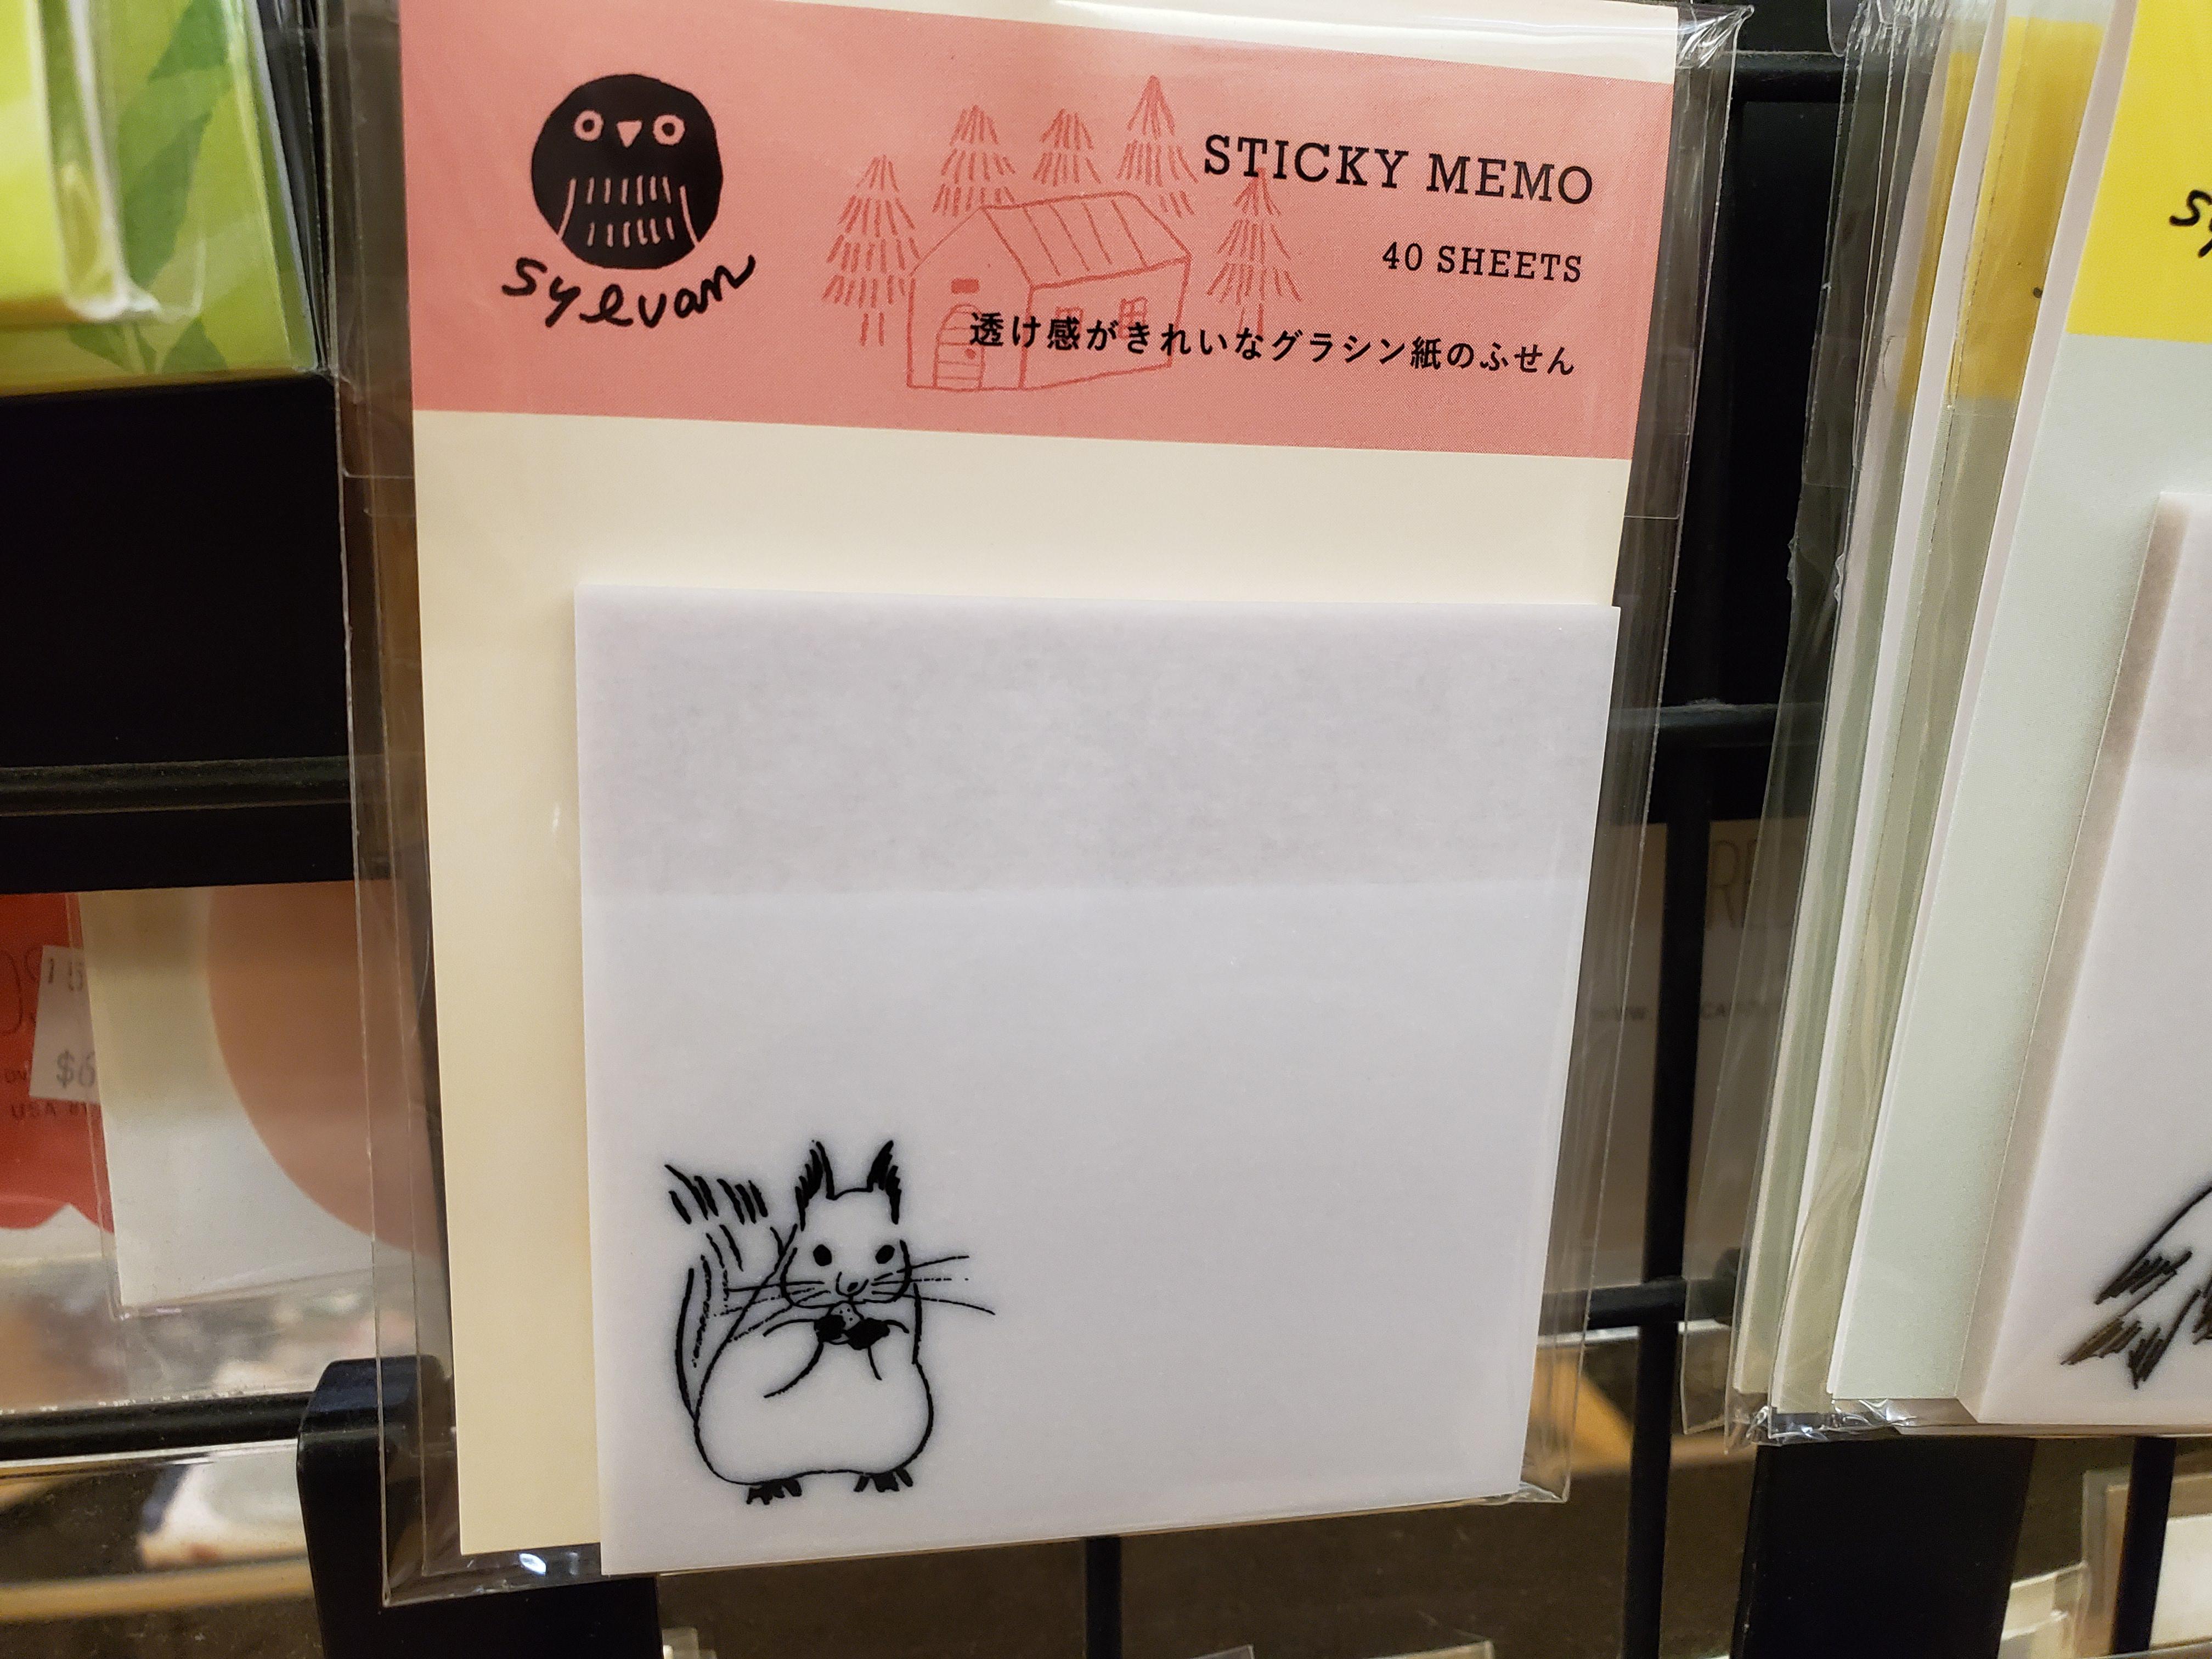 sylvan
STICKY MEMO
40 SHEETS
透け感がきれいなグラシン紙のふせん
USA